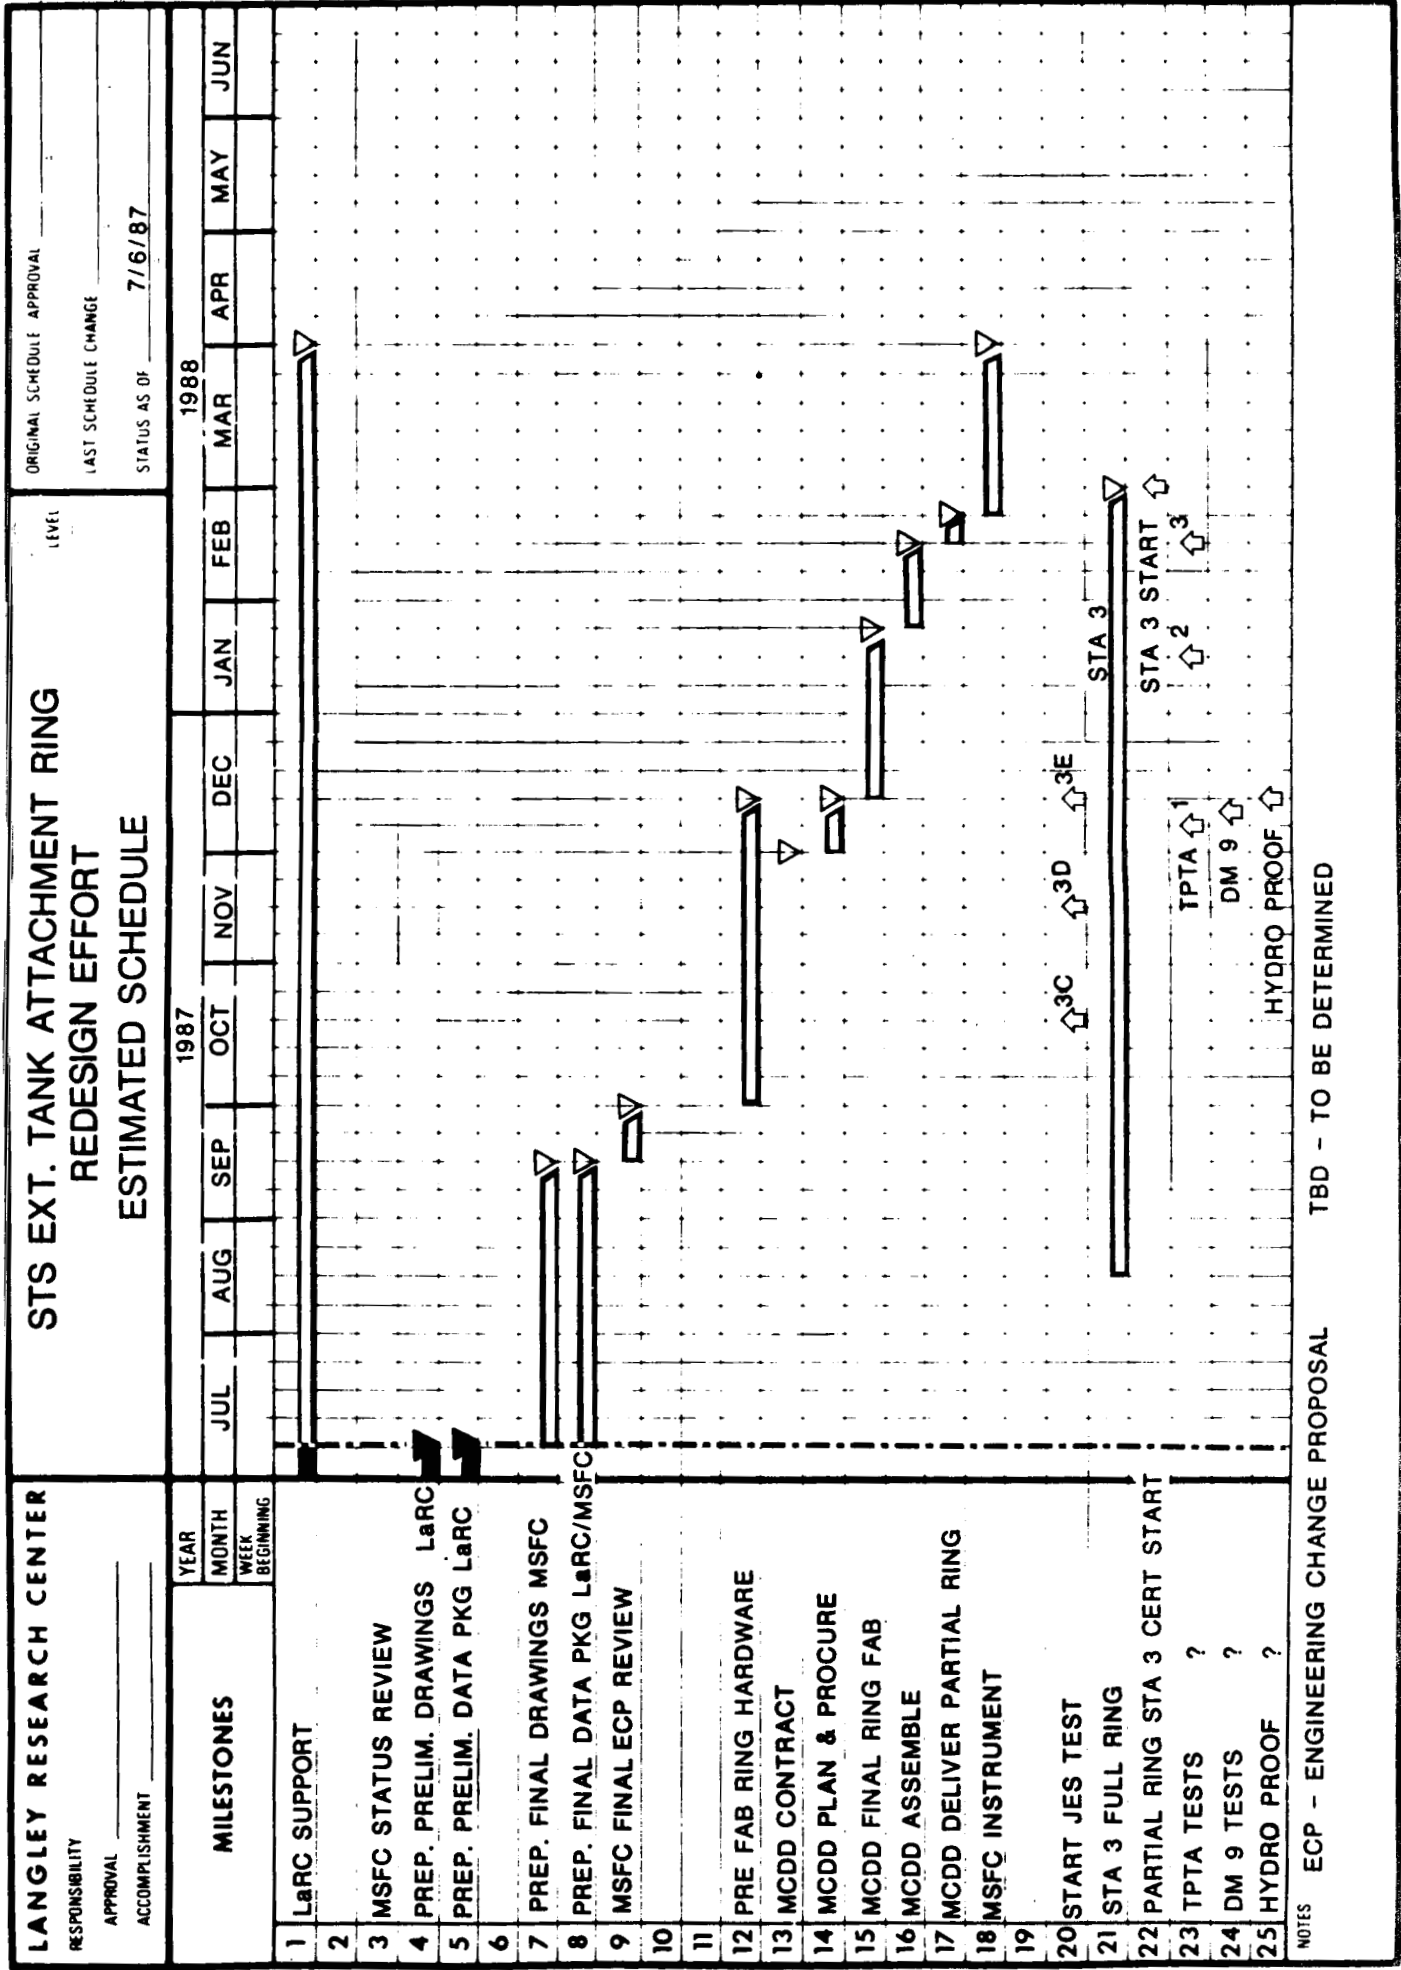 LANGLEY RESEARCH CENTER
RESPONSIBILITY
APPROVAL
ACCOMPLISHMENT
STS EXT. TANK ATTACHMENT RING
REDESIGN EFFORT
ESTIMATED SCHEDULE
LEVEL
ORIGINAL SCHEDULE APPROVAL
LAST SCHEDULE CHANGE
STATUS AS OF 7/6/87
MILESTONES
YEAR 1987 1988
MONTH JUL AUG SEP OCT NOV DEC JAN FEB MAR APR MAY JUN
WEEK
BEGINNING
1 LaRC SUPPORT
2
3 MSFC STATUS REVIEW
4 PREP. PRELIM. DRAWINGS LaRC
5 PREP. PRELIM. DATA PKG LaRC
6
7 PREP. FINAL DRAWINGS MSFC
8 PREP. FINAL DATA PKG LaRC/MSFC
9 MSFC FINAL ECP REVIEW
10
11
12 PRE FAB RING HARDWARE
13 MCDD CONTRACT
14 MCDD PLAN & PROCURE
15 MCDD FINAL RING FAB
16 MCDD ASSEMBLE
17 MCDD DELIVER PARTIAL RING
18 MSFC INSTRUMENT
19
20 START JES TEST 3C 3D 3E
21 STA 3 FULL RING STA 3
22 PARTIAL RING STA 3 CERT START STA 3 START
23 TPTA TESTS ? TPTA 1 2 3
24 DM 9 TESTS ? DM 9
25 HYDRO PROOF ? HYDRO PROOF
NOTES ECP - ENGINEERING CHANGE PROPOSAL TBD - TO BE DETERMINED